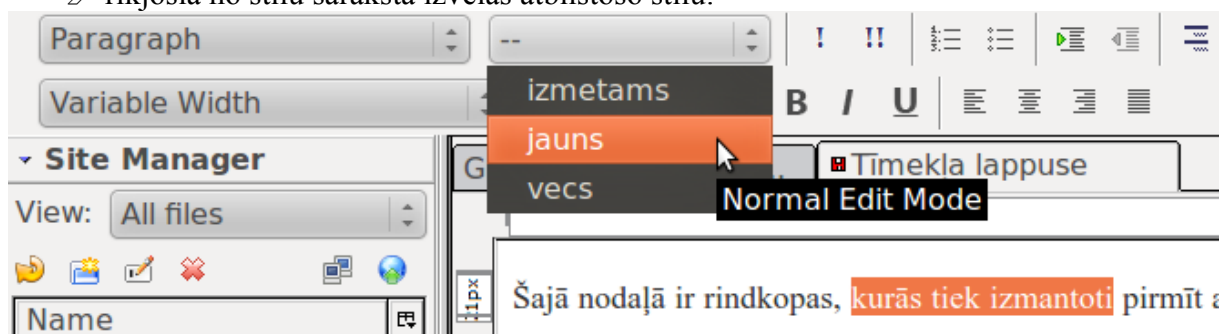 Paragraph --
izmetams
Variable Width B I U
jauns
Site Manager G .. Tīmekļa lappuse
vecs
View: All files Normal Edit Mode
Šajā nodaļā ir rindkopas, kurās tiek izmantoti pirmīt a
Name